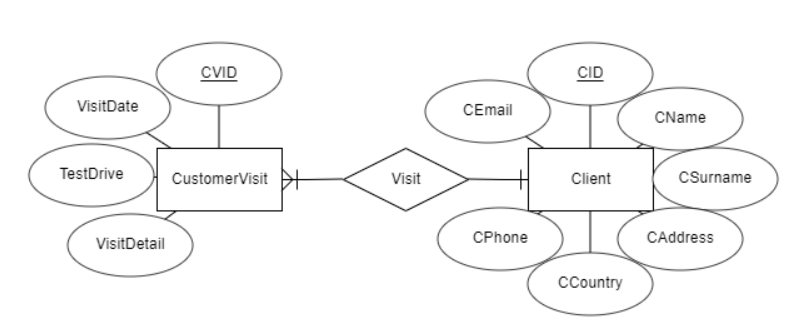 CVID
CID
VisitDate
CEmail
CName
TestDrive
CustomerVisit
Visit
Client
CSurname
VisitDetail
CPhone
CAddress
CCountry